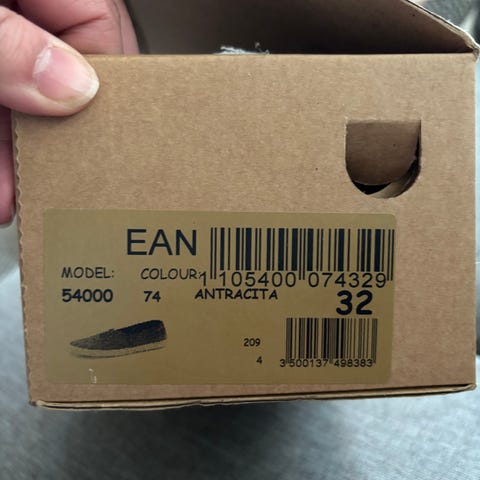 EAN
1 105400 074329
MODEL: COLOUR:
54000 74 ANTRACITA
32
209
4
3 500137 498383